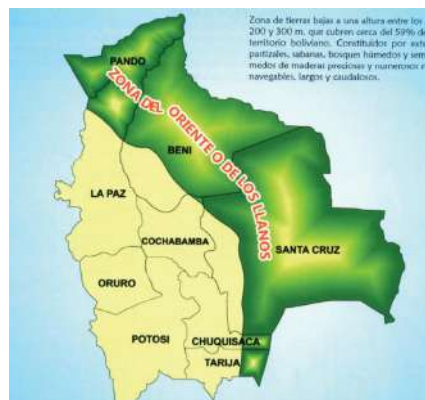 Zona de tierras bajas a una altura entre los
200 y 300 m. que cubren cerca del 59% de
territorio boliviano. Constituidos por
sabanas, bosques húmedos y
medos de maderas preciosas y numerosos
navegables, largos y caudalosos.
PANDO
ZONA DEL ORIENTE O DE LOS LLANOS
BENI
LA PAZ
COCHABAMBA
SANTA CRUZ
ORURO
POTOSI
CHUQUISACA
TARIJA